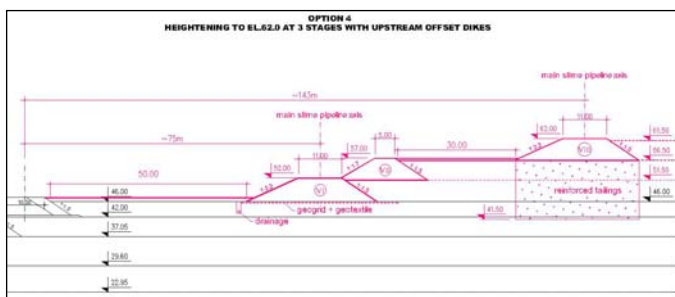 OPTION 4
HEIGHTENING TO EL.62.0 AT 3 STAGES WITH UPSTREAM OFFSET DIKES
main slime pipeline axis
~143m
main slime pipeline axis
11.00
62.00
61.50
~75m
5.00
57.00
30.00
56.50
11.00
52.00
51.50
50.00
reinforced tailings
46.00
46.00
geogrid + geotextile
42.00
41.50
drainage
37.05
29.60
22.95